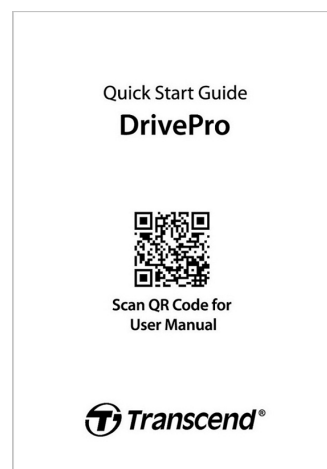 Quick Start Guide
DrivePro
Scan QR Code for
User Manual
Transcend®